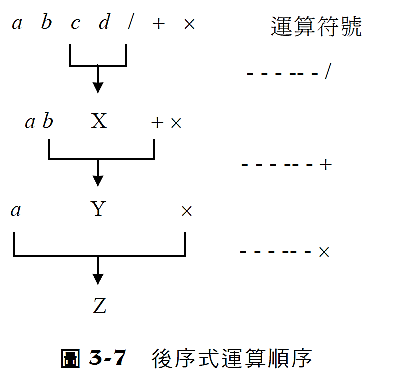 a b c d / + × 運算符號
- - - -- - /
a b X + ×
- - - -- - +
a Y ×
- - - -- - ×
Z
圖 3-7 後序式運算順序